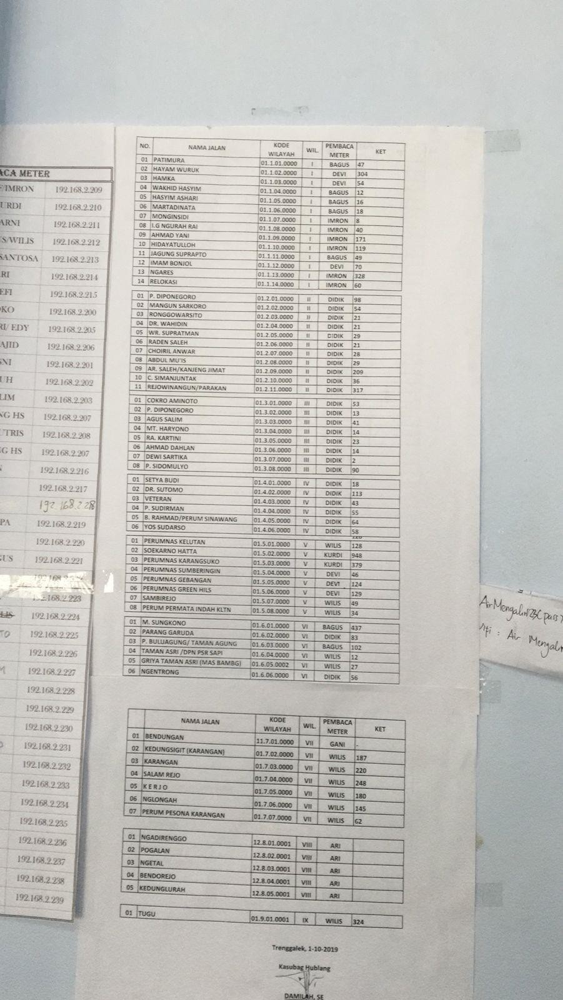 ACA METER
/IMRON 192.168.2.209
URDI 192.168.2.210
ARNI 192.168.2.211
S/WILIS 192.168.2.212
SANTOSA 192.168.2.213
RI 192.168.2.214
EFI 192.168.2.215
OKO 192.168.2.200
RI/ EDY 192.168.2.205
AJID 192.168.2.206
SNI 192.168.2.201
UH 192.168.2.202
LIM 192.168.2.203
NG HS 192.168.2.207
UTRIS 192.168.2.208
G HS 192.168.2.207
192.168.2.216
192.168.2.217
192.168.2.218
PA 192.168.2.219
192.168.2.220
GUS 192.168.2.221
192.168.2.223
LIS 192.168.2.224
TO 192.168.2.225
192.168.2.226
M 192.168.2.227
192.168.2.228
192.168.2.229
192.168.2.230
192.168.2.231
192.168.2.232
192.168.2.233
192.168.2.234
192.168.2.235
192.168.2.236
192.168.2.237
192.168.2.238
192.168.2.239
NO. NAMA JALAN KODE WILAYAH WIL. PEMBACA METER KET
01 PATIMURA 01.1.01.0000 I BAGUS 47
02 HAYAM WURUK 01.1.02.0000 I DEVI 304
03 HAMKA 01.1.03.0000 I DEVI 54
04 WAKHID HASYIM 01.1.04.0000 I BAGUS 12
05 HASYIM ASHARI 01.1.05.0000 I BAGUS 16
06 MARTADINATA 01.1.06.0000 I BAGUS 18
07 MONGINSIDI 01.1.07.0000 I IMRON 8
08 I.G NGURAH RAI 01.1.08.0000 I IMRON 40
09 AHMAD YANI 01.1.09.0000 I IMRON 171
10 HIDAYATULLOH 01.1.10.0000 I IMRON 119
11 JAGUNG SUPRAPTO 01.1.11.0000 I BAGUS 49
12 IMAM BONJOL 01.1.12.0000 I DEVI 70
13 NGARES 01.1.13.0000 I IMRON 328
14 RELOKASI 01.1.14.0000 I IMRON 60
01 P. DIPONEGORO 01.2.01.0000 II DIDIK 98
02 MANGUN SARKORO 01.2.02.0000 II DIDIK 54
03 RONGGOWARSITO 01.2.03.0000 II DIDIK 21
04 DR. WAHIDIN 01.2.04.0000 II DIDIK 21
05 WR. SUPRATMAN 01.2.05.0000 II DIDIK 29
06 RADEN SALEH 01.2.06.0000 II DIDIK 21
07 CHOIRIL ANWAR 01.2.07.0000 II DIDIK 28
08 ABDUL MU'IS 01.2.08.0000 II DIDIK 29
09 AR. SALEH/KANJENG JIMAT 01.2.09.0000 II DIDIK 209
10 C. SIMANJUNTAK 01.2.10.0000 II DIDIK 36
11 REJOWINANGUN/PARAKAN 01.2.11.0000 II DIDIK 317
01 COKRO AMINOTO 01.3.01.0000 III DIDIK 53
02 P. DIPONEGORO 01.3.02.0000 III DIDIK 13
03 AGUS SALIM 01.3.03.0000 III DIDIK 41
04 MT. HARYONO 01.3.04.0000 III DIDIK 14
05 RA. KARTINI 01.3.05.0000 III DIDIK 23
06 AHMAD DAHLAN 01.3.06.0000 III DIDIK 14
07 DEWI SARTIKA 01.3.07.0000 III DIDIK 2
08 P. SIDOMULYO 01.3.08.0000 III DIDIK 90
01 SETYA BUDI 01.4.01.0000 IV DIDIK 18
02 DR. SUTOMO 01.4.02.0000 IV DIDIK 113
03 VETERAN 01.4.03.0000 IV DIDIK 43
04 P. SUDIRMAN 01.4.04.0000 IV DIDIK 55
05 B. RAHMAD/PERUM SINAWANG 01.4.05.0000 IV DIDIK 64
06 YOS SUDARSO 01.4.06.0000 IV DIDIK 58
01 PERUMNAS KELUTAN 01.5.01.0000 V WILIS 128
02 SOEKARNO HATTA 01.5.02.0000 V KURDI 948
03 PERUMNAS KARANGSUKO 01.5.03.0000 V KURDI 379
04 PERUMNAS SUMBERINGIN 01.5.04.0000 V DEVI 46
05 PERUMNAS GEBANGAN 01.5.05.0000 V DEVI 124
06 PERUMNAS GREEN HILS 01.5.06.0000 V DEVI 129
07 SAMBIREJO 01.5.07.0000 V WILIS 49
08 PERUM PERMATA INDAH KLTN 01.5.08.0000 V WILIS 34
01 M. SUNGKONO 01.6.01.0000 VI BAGUS 437
02 PARANG GARUDA 01.6.02.0000 VI DIDIK 83
03 P. BULUAGUNG/ TAMAN AGUNG 01.6.03.0000 VI BAGUS 102
04 TAMAN ASRI /DPN PSR SAPI 01.6.04.0000 VI WILIS 12
05 GRIYA TAMAN ASRI (MAS BAMBG) 01.6.05.0002 VI WILIS 27
06 NGENTRONG 01.6.06.0000 VI DIDIK 56
NAMA JALAN KODE WILAYAH WIL. PEMBACA METER KET
01 BENDUNGAN 11.7.01.0000 VII GANI -
02 KEDUNGSIGIT (KARANGAN) 01.7.02.0000 VII WILIS 187
03 KARANGAN 01.7.03.0000 VII WILIS 220
04 SALAM REJO 01.7.04.0000 VII WILIS 248
05 K E R J O 01.7.05.0000 VII WILIS 180
06 NGLONGAH 01.7.06.0000 VII WILIS 145
07 PERUM PESONA KARANGAN 01.7.07.0000 VII WILIS 62
01 NGADIRENGGO 12.8.01.0001 VIII ARI
02 POGALAN 12.8.02.0001 VIII ARI
03 NGETAL 12.8.03.0001 VIII ARI
04 BENDOREJO 12.8.04.0001 VIII ARI
05 KEDUNGLURAH 12.8.05.0001 VIII ARI
01 TUGU 01.9.01.0001 IX WILIS 324
Trenggalek, 1-10-2019
Kasubag Hublang
DAMILAH, SE
: Air Mengalir